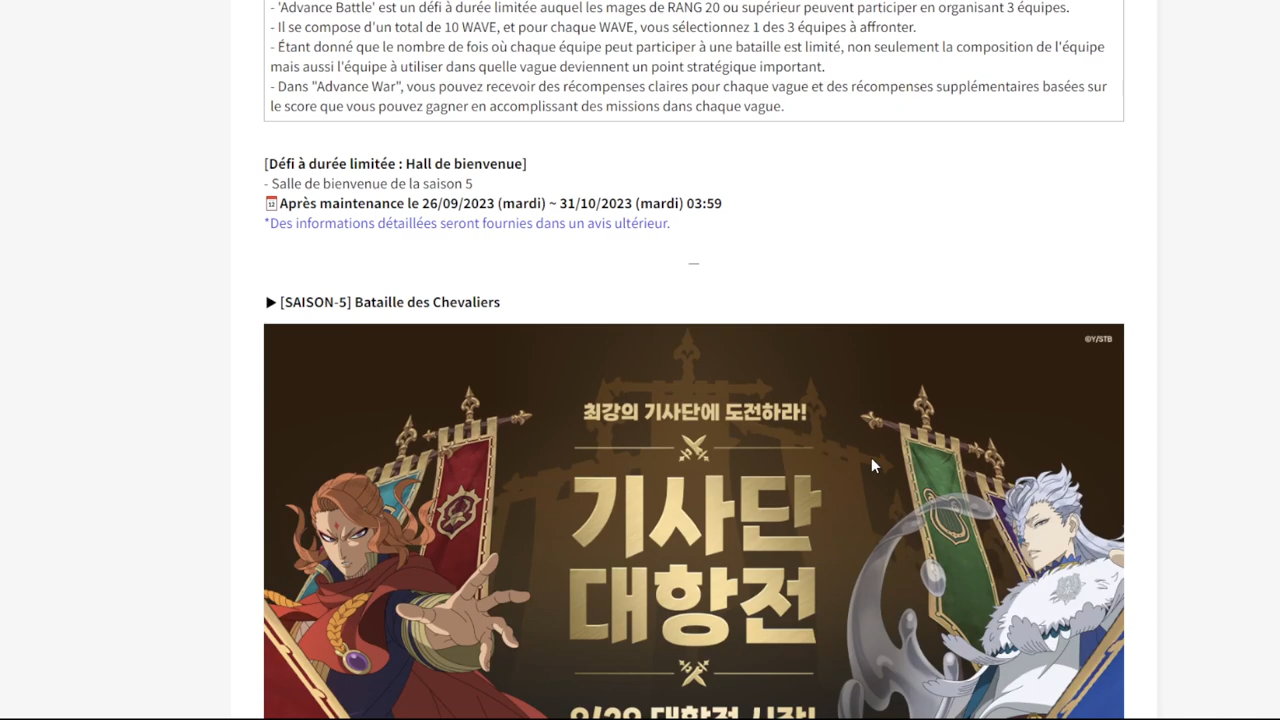 - 'Advance Battle' est un défi à durée limitée auquel les mages de RANG 20 ou supérieur peuvent participer en organisant 3 équipes.
- Il se compose d'un total de 10 WAVE, et pour chaque WAVE, vous sélectionnez 1 des 3 équipes à affronter.
- Étant donné que le nombre de fois où chaque équipe peut participer à une bataille est limité, non seulement la composition de l'équipe
mais aussi l'équipe à utiliser dans quelle vague deviennent un point stratégique important.
- Dans "Advance War", vous pouvez recevoir des récompenses claires pour chaque vague et des récompenses supplémentaires basées sur
le score que vous pouvez gagner en accomplissant des missions dans chaque vague.
[Défi à durée limitée : Hall de bienvenue]
- Salle de bienvenue de la saison 5
12 Après maintenance le 26/09/2023 (mardi) ~ 31/10/2023 (mardi) 03:59
*Des informations détaillées seront fournies dans un avis ultérieur.
—
▶ [SAISON-5] Bataille des Chevaliers
©Y/STB
최강의 기사단에 도전하라!
기사단
대항전
9/29 대항전 시작!